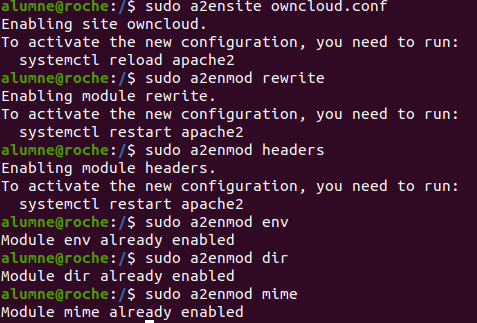 alumne@roche:/$ sudo a2ensite owncloud.conf
Enabling site owncloud.
To activate the new configuration, you need to run:
  systemctl reload apache2
alumne@roche:/$ sudo a2enmod rewrite
Enabling module rewrite.
To activate the new configuration, you need to run:
  systemctl restart apache2
alumne@roche:/$ sudo a2enmod headers
Enabling module headers.
To activate the new configuration, you need to run:
  systemctl restart apache2
alumne@roche:/$ sudo a2enmod env
Module env already enabled
alumne@roche:/$ sudo a2enmod dir
Module dir already enabled
alumne@roche:/$ sudo a2enmod mime
Module mime already enabled